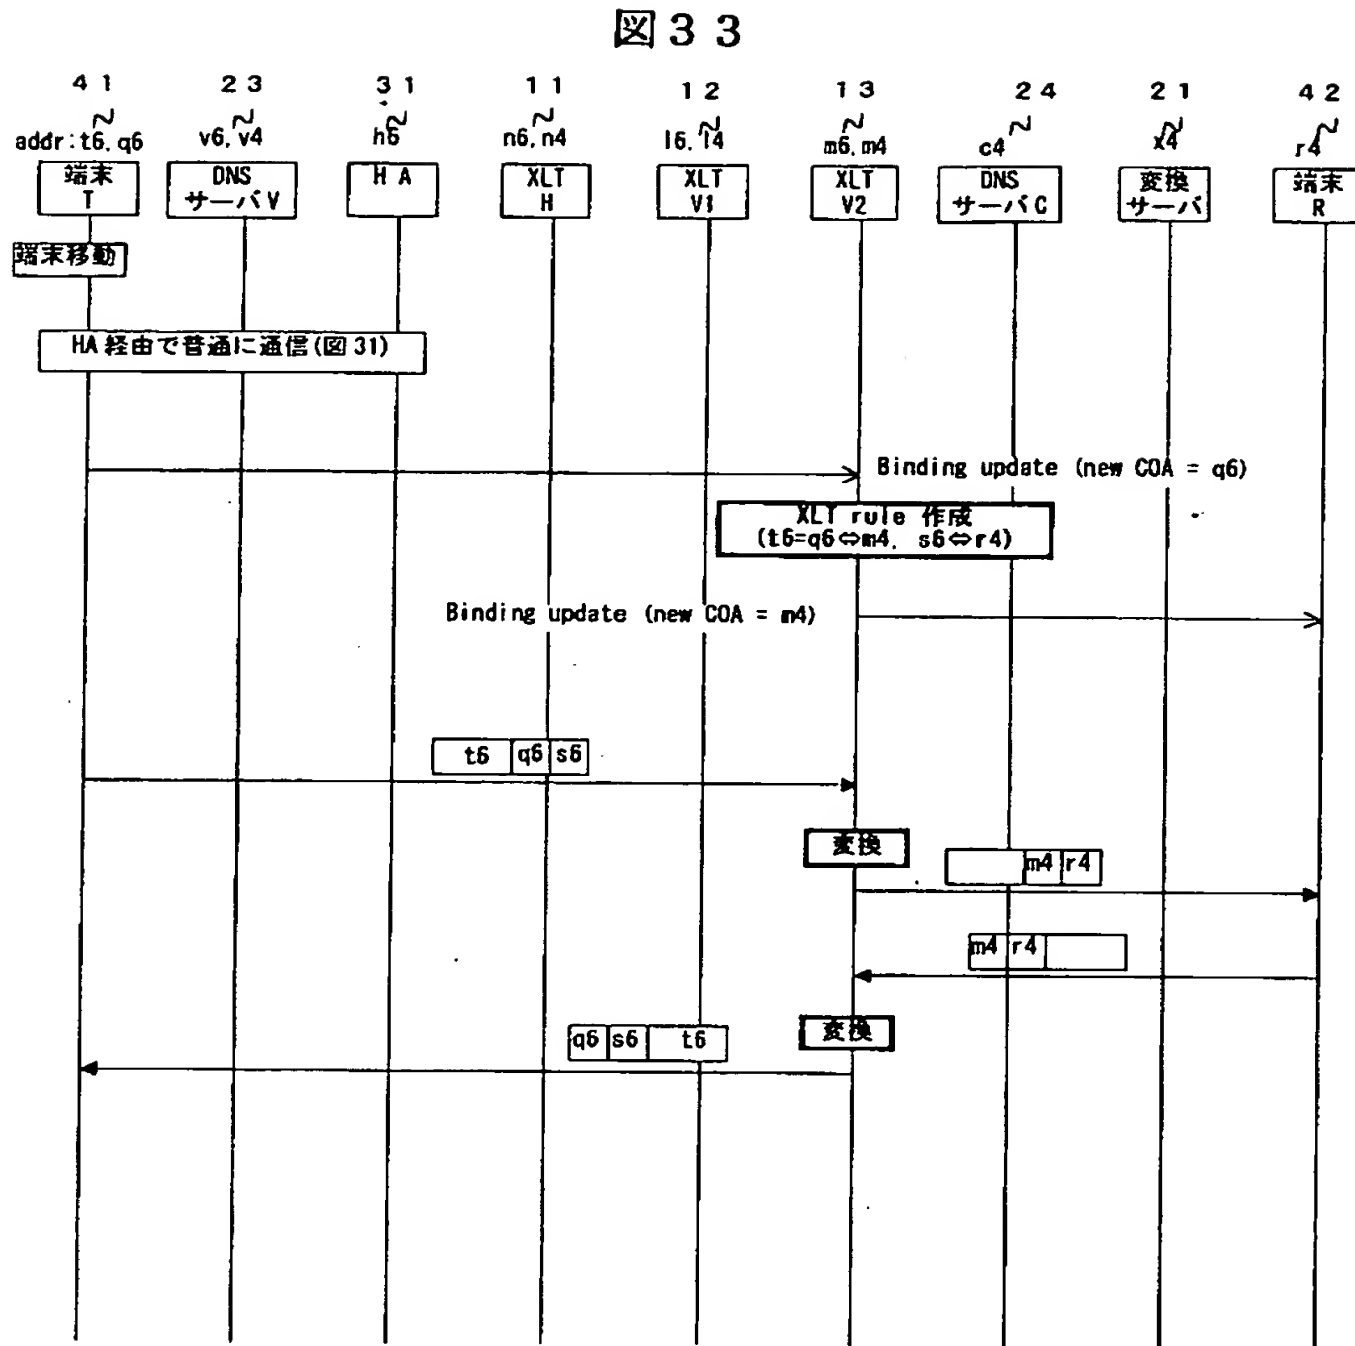 図33
41 23 31 11 12 13 24 21 42
addr:t6,q6 v6,v4 h6 n6,n4 l6,l4 m6,m4 c4 x4 r4
端末 DNS HA XLT XLT XLT DNS 変換 端末
T サーバV H V1 V2 サーバC サーバ R
端末移動
HA経由で普通に通信(図31)
Binding update (new COA = q6)
XLT rule 作成
(t6=q6⇔m4, s6⇔r4)
Binding update (new COA = m4)
t6 q6 s6
変換
m4 r4
m4 r4
変換
q6 s6 t6